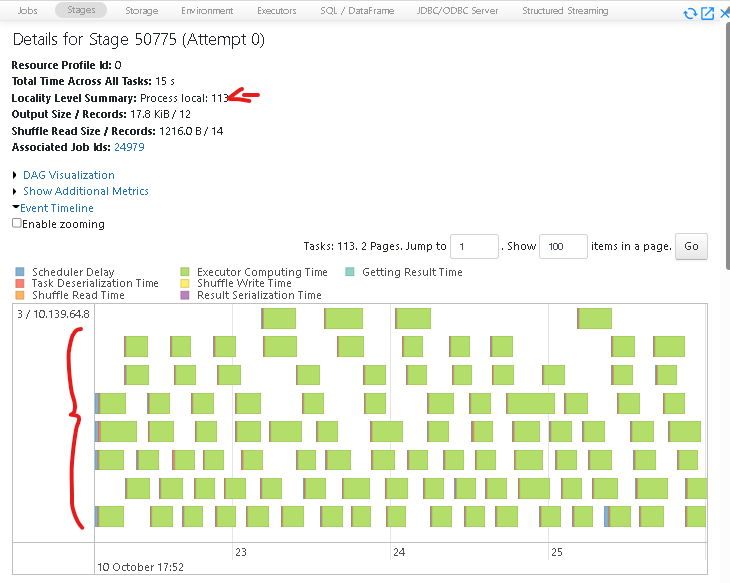 Jobs Stages Storage Environment Executors SQL / DataFrame JDBC/ODBC Server Structured Streaming
Details for Stage 50775 (Attempt 0)
Resource Profile Id: 0
Total Time Across All Tasks: 15 s
Locality Level Summary: Process local: 113
Output Size / Records: 17.8 KiB / 12
Shuffle Read Size / Records: 1216.0 B / 14
Associated Job Ids: 24979
DAG Visualization
Show Additional Metrics
Event Timeline
Enable zooming
Tasks: 113. 2 Pages. Jump to 1 . Show 100 items in a page. Go
Scheduler Delay Executor Computing Time Getting Result Time
Task Deserialization Time Shuffle Write Time
Shuffle Read Time Result Serialization Time
3 / 10.139.64.8
23 24 25
10 October 17:52